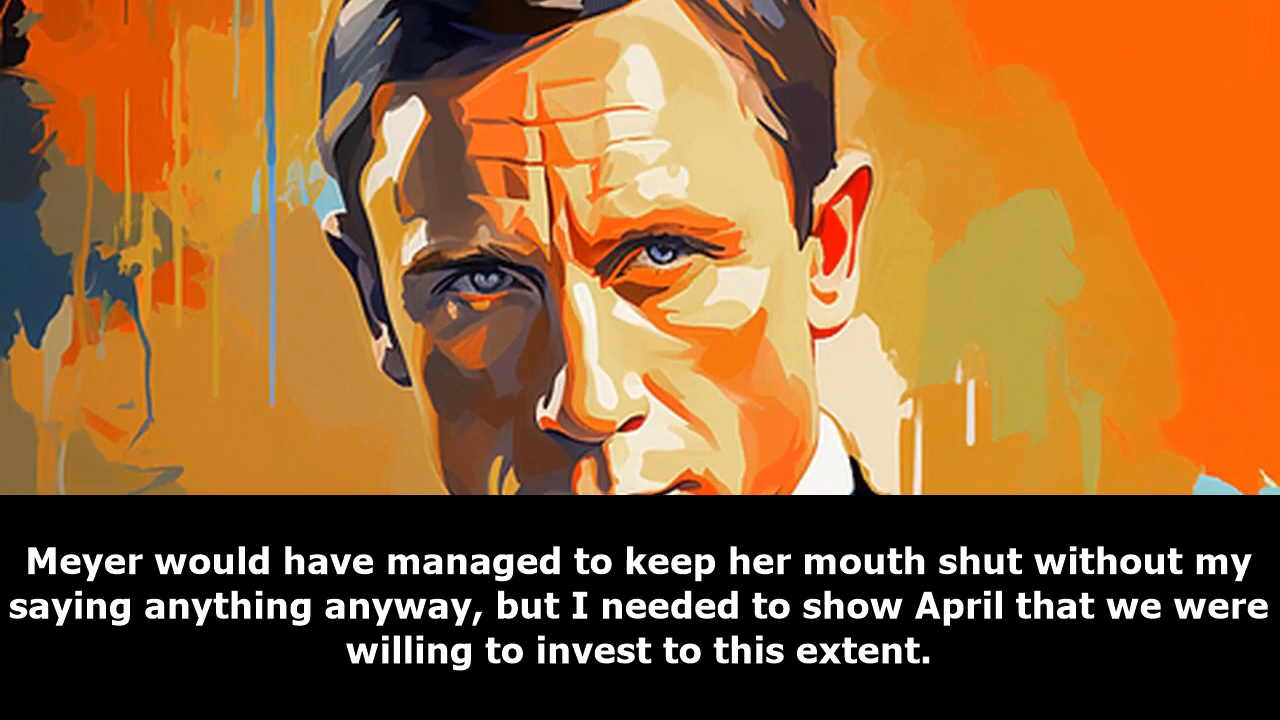 Meyer would have managed to keep her mouth shut without my
saying anything anyway, but I needed to show April that we were
willing to invest to this extent.